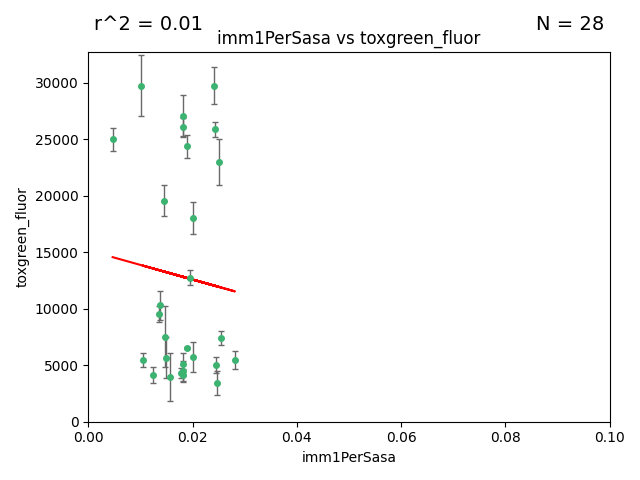 r^2 = 0.01
N = 28
imm1PerSasa vs toxgreen_fluor
toxgreen_fluor
30000
25000
20000
15000
10000
5000
0
0.00 0.02 0.04 0.06 0.08 0.10
imm1PerSasa